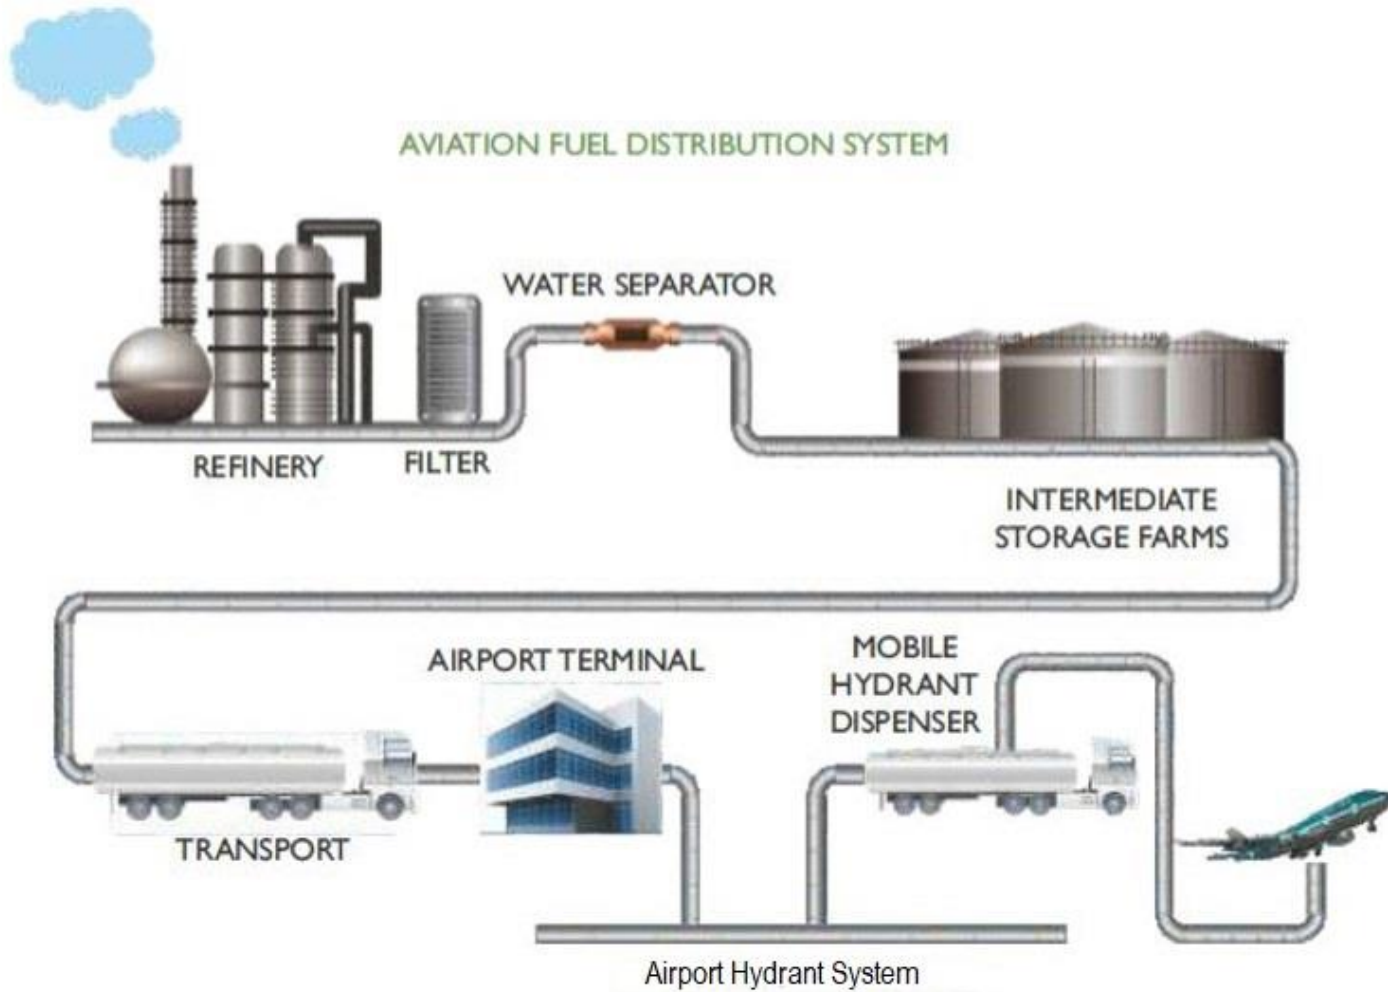 AVIATION FUEL DISTRIBUTION SYSTEM
WATER SEPARATOR
REFINERY
FILTER
INTERMEDIATE
STORAGE FARMS
AIRPORT TERMINAL
MOBILE
HYDRANT
DISPENSER
TRANSPORT
Airport Hydrant System